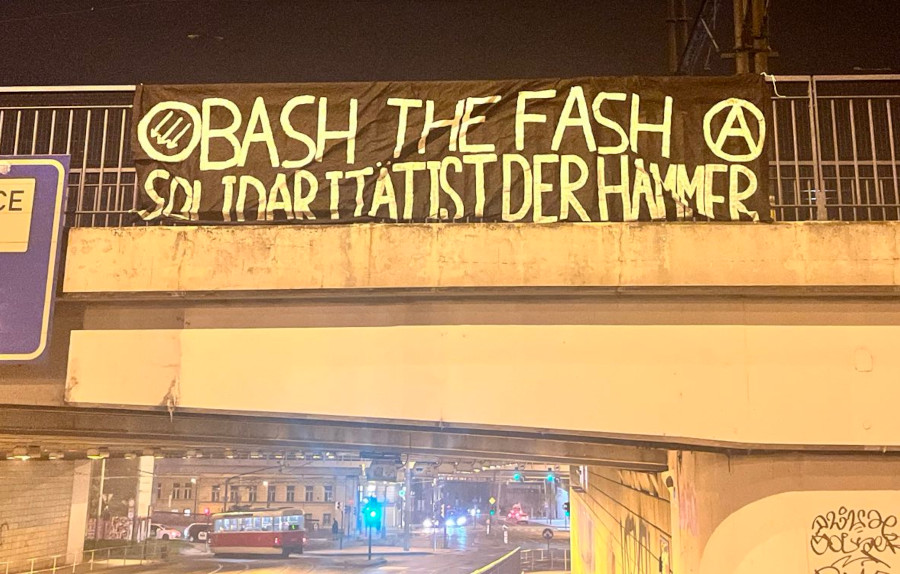 BASH THE FASH Ⓐ
SOLIDARITÄT IST DER HAMMER
CE